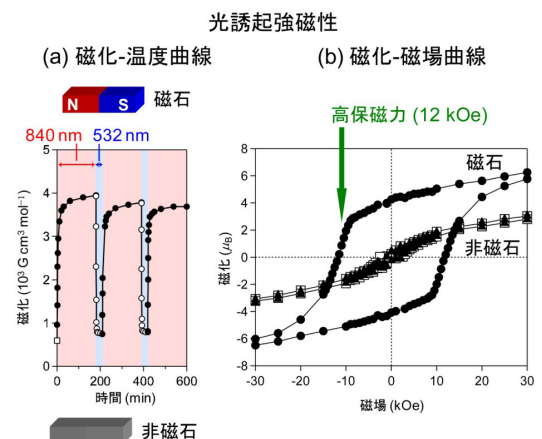 光誘起強磁性
(a) 磁化-温度曲線
(b) 磁化-磁場曲線
N S 磁石
840 nm 532 nm
磁化 (10³ G cm³ mol⁻¹)
5
4
3
2
1
0
0 200 400 600
時間 (min)
非磁石
高保磁力 (12 kOe)
磁石
非磁石
磁化 (μB)
8
6
4
2
0
-2
-4
-6
-8
-30 -20 -10 0 10 20 30
磁場 (kOe)